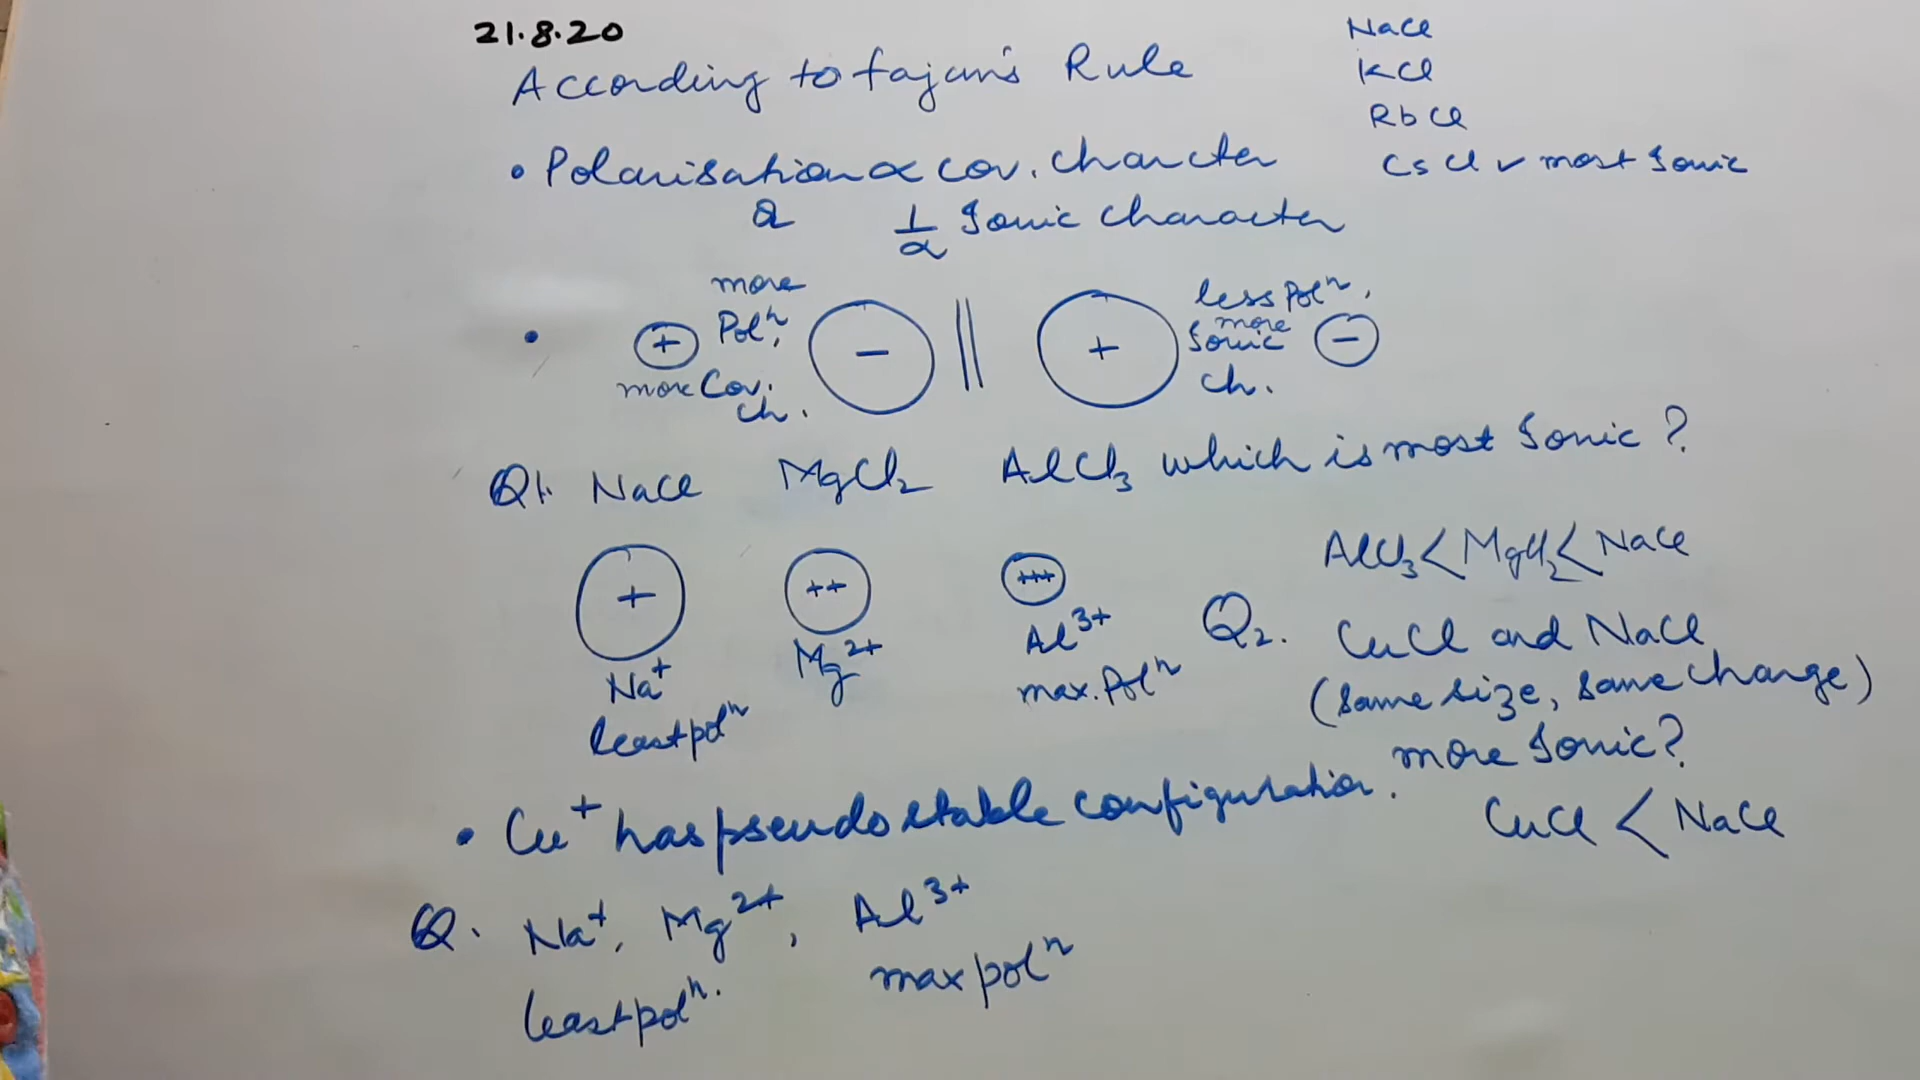 21.8.20
According to fajan's Rule
NaCl
KCl
RbCl
CsCl ✓ most Ionic
• Polarisation ∝ cov. charcter
∝ 1/∝ Ionic character
• + more Poln, more Cov. ch. − || + less Poln, more Ionic ch. −
Q1. NaCl MgCl2 AlCl3 which is most Ionic?
+ ++ +++
Na+ Mg2+ Al3+
least poln max. Poln
AlCl3 < MgCl2 < NaCl
Q2. CuCl and NaCl
(same size, same charge)
more Ionic?
CuCl < NaCl
• Cu+ has pseudo stable configuration.
Q. Na+, Mg2+, Al3+
least poln. max poln